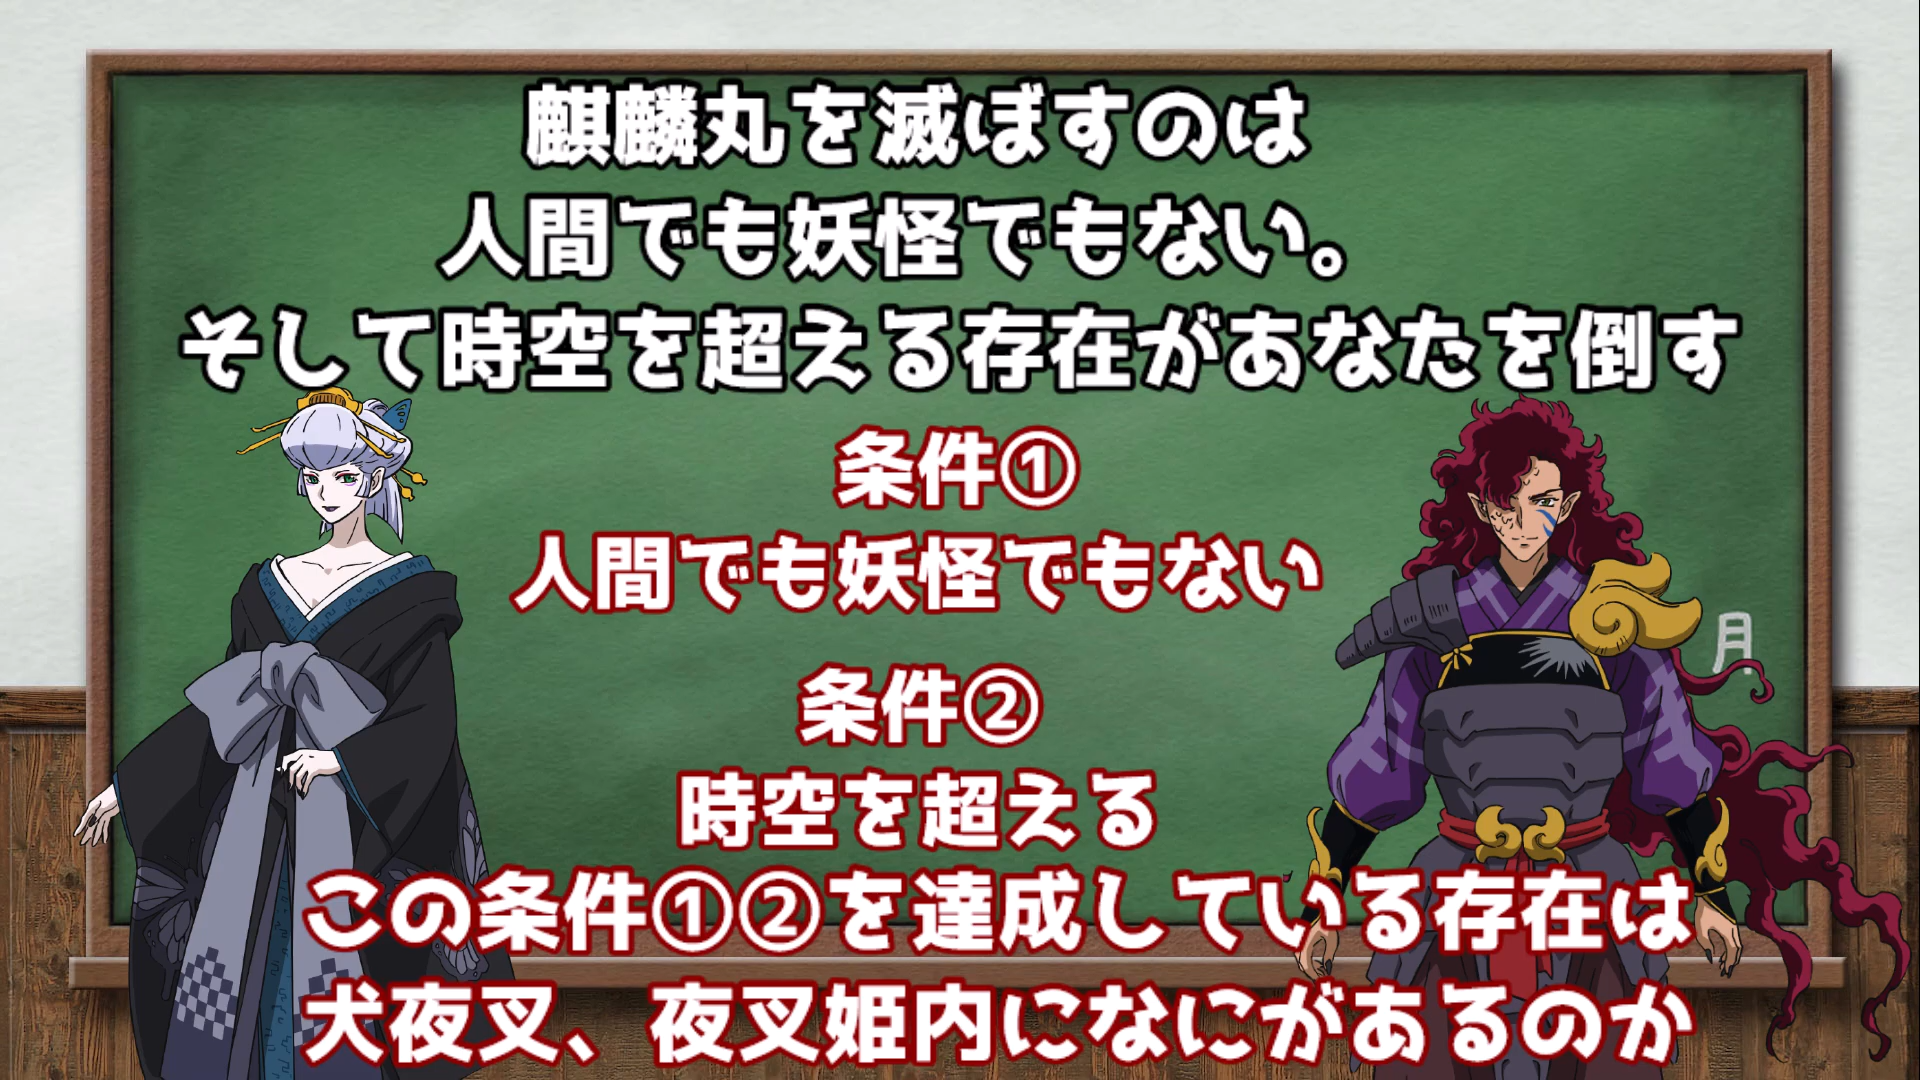 麒麟丸を滅ぼすのは
人間でも妖怪でもない。
そして時空を超える存在があなたを倒す
条件①
人間でも妖怪でもない
月
条件②
時空を超える
この条件①②を達成している存在は
犬夜叉、夜叉姫内になにがあるのか